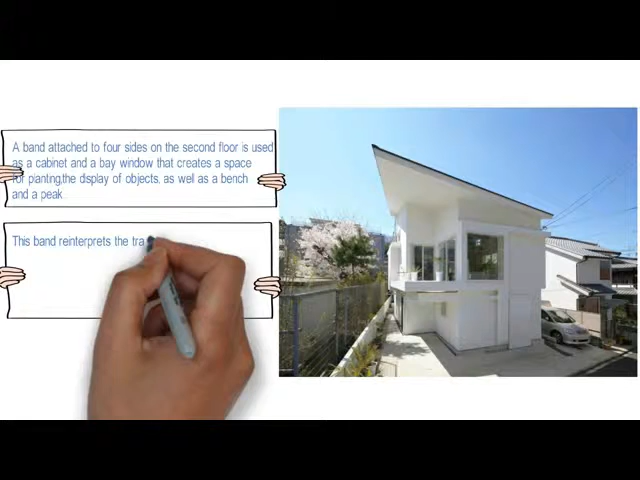 A band attached to four sides on the second floor is used
as a cabinet and a bay window that creates a space
for planting,the display of objects, as well as a bench
and a peak
This band reinterprets the tra